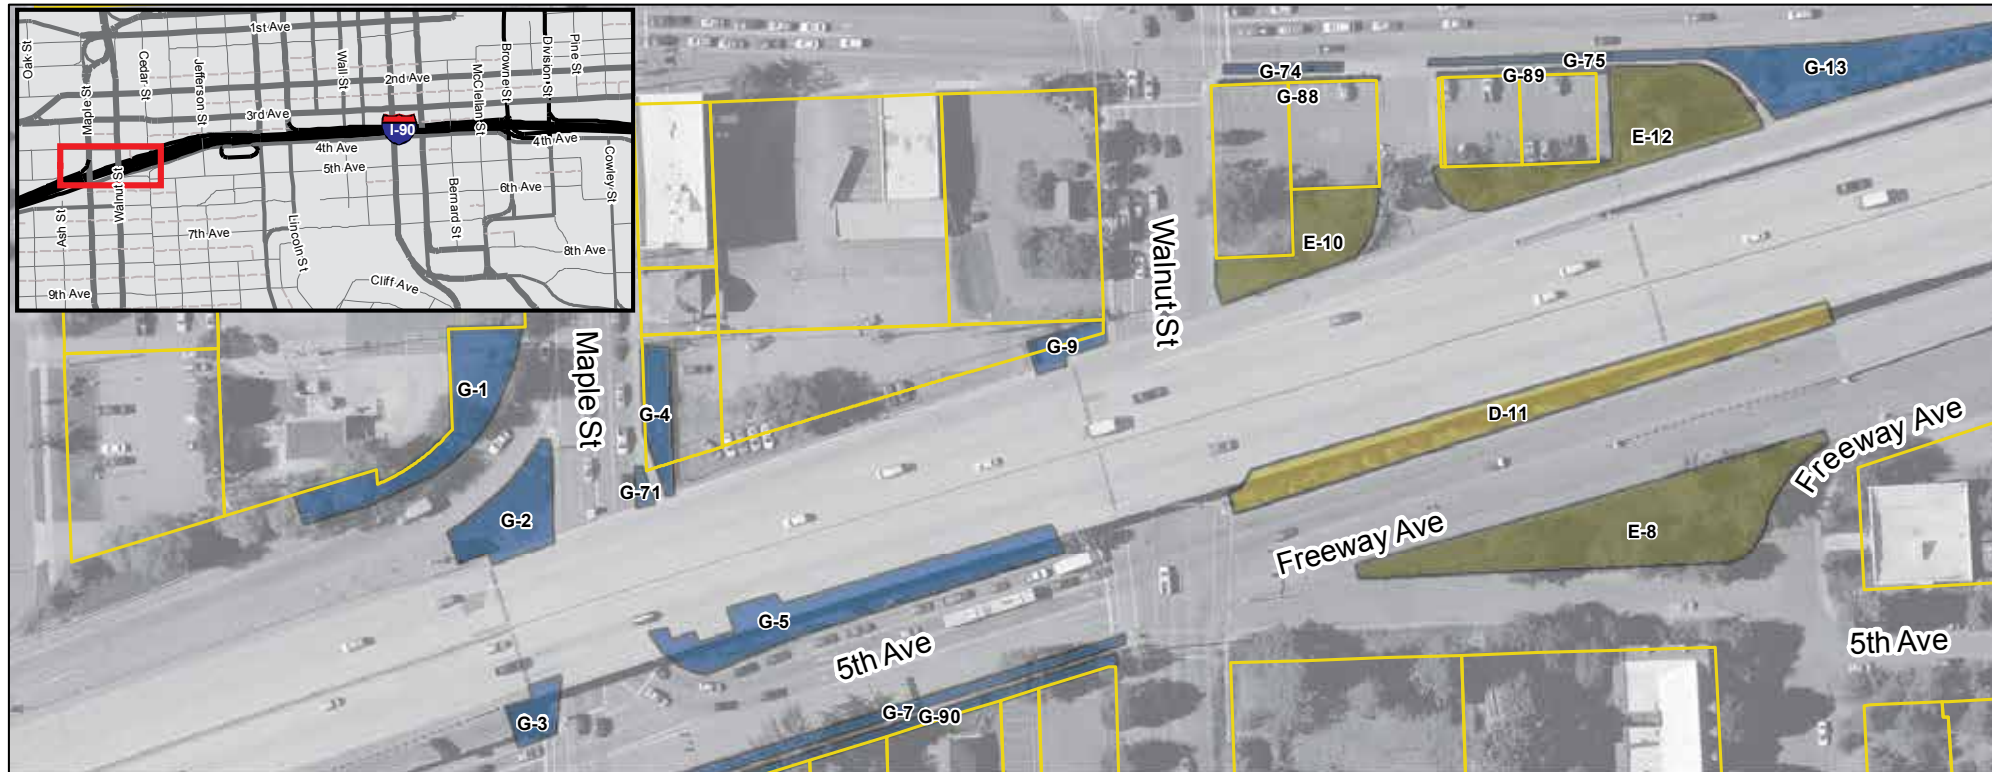 1st Ave
Oak St
Cedar St
Jefferson St
Wall St
2nd Ave
McClellan St
Browne St
Division St
Pine St
Maple St
3rd Ave
I-90
4th Ave
4th Ave
5th Ave
Cowley St
Walnut St
Bernard St
6th Ave
Ash St
7th Ave
Lincoln St
8th Ave
Cliff Ave
9th Ave
G-74
G-88
G-75
G-89
G-13
E-12
E-10
Walnut St
G-9
Maple St
G-1
G-4
G-71
G-2
D-11
Freeway Ave
Freeway Ave
E-8
G-5
5th Ave
5th Ave
G-3
G-7
G-90